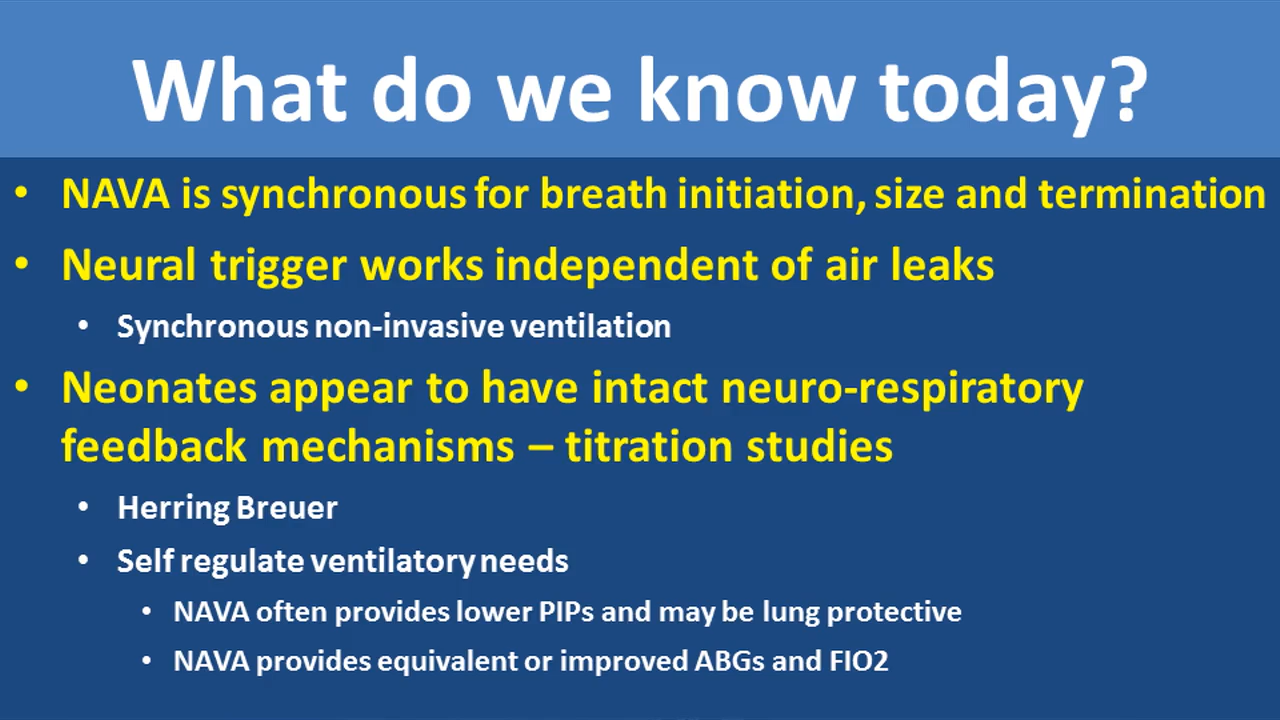 What do we know today?
• NAVA is synchronous for breath initiation, size and termination
• Neural trigger works independent of air leaks
• Synchronous non-invasive ventilation
• Neonates appear to have intact neuro-respiratory
feedback mechanisms – titration studies
• Herring Breuer
• Self regulate ventilatory needs
• NAVA often provides lower PIPs and may be lung protective
• NAVA provides equivalent or improved ABGs and FIO2